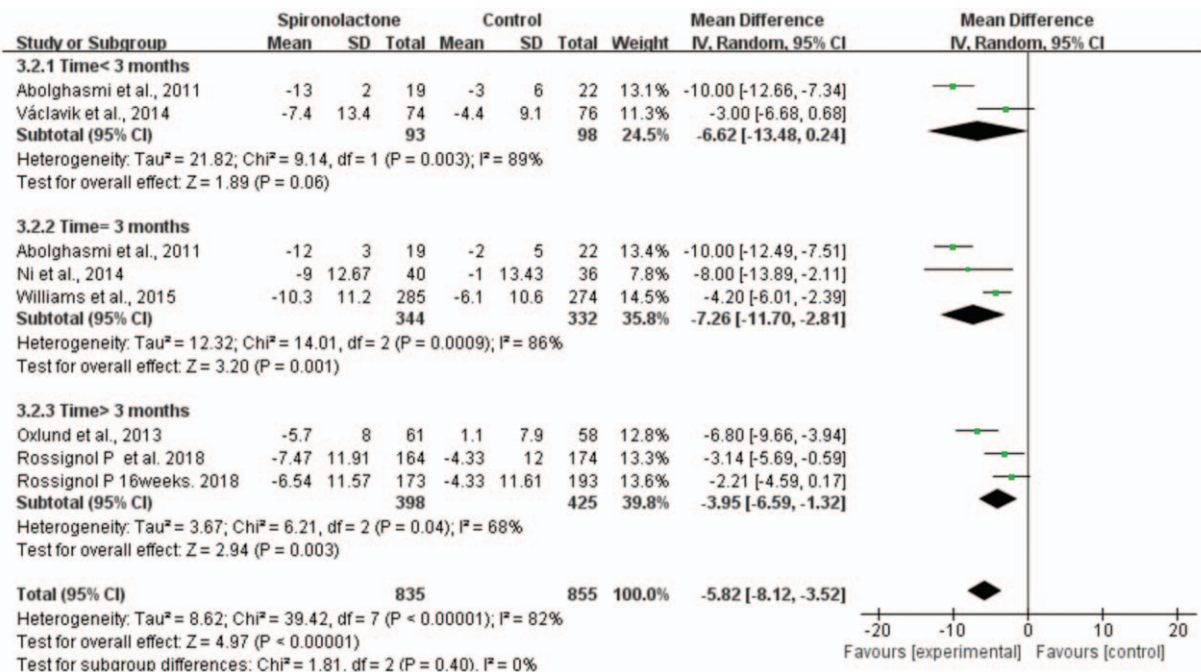 Spironolactone Control Mean Difference Mean Difference
Study or Subgroup Mean SD Total Mean SD Total Weight IV, Random, 95% CI IV, Random, 95% CI
3.2.1 Time< 3 months
Abolghasmi et al., 2011 -13 2 19 -3 6 22 13.1% -10.00 [-12.66, -7.34]
Václavik et al., 2014 -7.4 13.4 74 -4.4 9.1 76 11.3% -3.00 [-6.68, 0.68]
Subtotal (95% CI) 93 98 24.5% -6.62 [-13.48, 0.24]
Heterogeneity: Tau² = 21.82; Chi² = 9.14, df = 1 (P = 0.003); I² = 89%
Test for overall effect: Z = 1.89 (P = 0.06)
3.2.2 Time= 3 months
Abolghasmi et al., 2011 -12 3 19 -2 5 22 13.4% -10.00 [-12.49, -7.51]
Ni et al., 2014 -9 12.67 40 -1 13.43 36 7.8% -8.00 [-13.89, -2.11]
Williams et al., 2015 -10.3 11.2 285 -6.1 10.6 274 14.5% -4.20 [-6.01, -2.39]
Subtotal (95% CI) 344 332 35.8% -7.26 [-11.70, -2.81]
Heterogeneity: Tau² = 12.32; Chi² = 14.01, df = 2 (P = 0.0009); I² = 86%
Test for overall effect: Z = 3.20 (P = 0.001)
3.2.3 Time> 3 months
Oxlund et al., 2013 -5.7 8 61 1.1 7.9 58 12.8% -6.80 [-9.66, -3.94]
Rossignol P et al. 2018 -7.47 11.91 164 -4.33 12 174 13.3% -3.14 [-5.69, -0.59]
Rossignol P 16weeks. 2018 -6.54 11.57 173 -4.33 11.61 193 13.6% -2.21 [-4.59, 0.17]
Subtotal (95% CI) 398 425 39.8% -3.95 [-6.59, -1.32]
Heterogeneity: Tau² = 3.67; Chi² = 6.21, df = 2 (P = 0.04); I² = 68%
Test for overall effect: Z = 2.94 (P = 0.003)
Total (95% CI) 835 855 100.0% -5.82 [-8.12, -3.52]
Heterogeneity: Tau² = 8.62; Chi² = 39.42, df = 7 (P < 0.00001); I² = 82%
Test for overall effect: Z = 4.97 (P < 0.00001)
Test for subgroup differences: Chi² = 1.81, df = 2 (P = 0.40), I² = 0%
-20 -10 0 10 20
Favours [experimental] Favours [control]